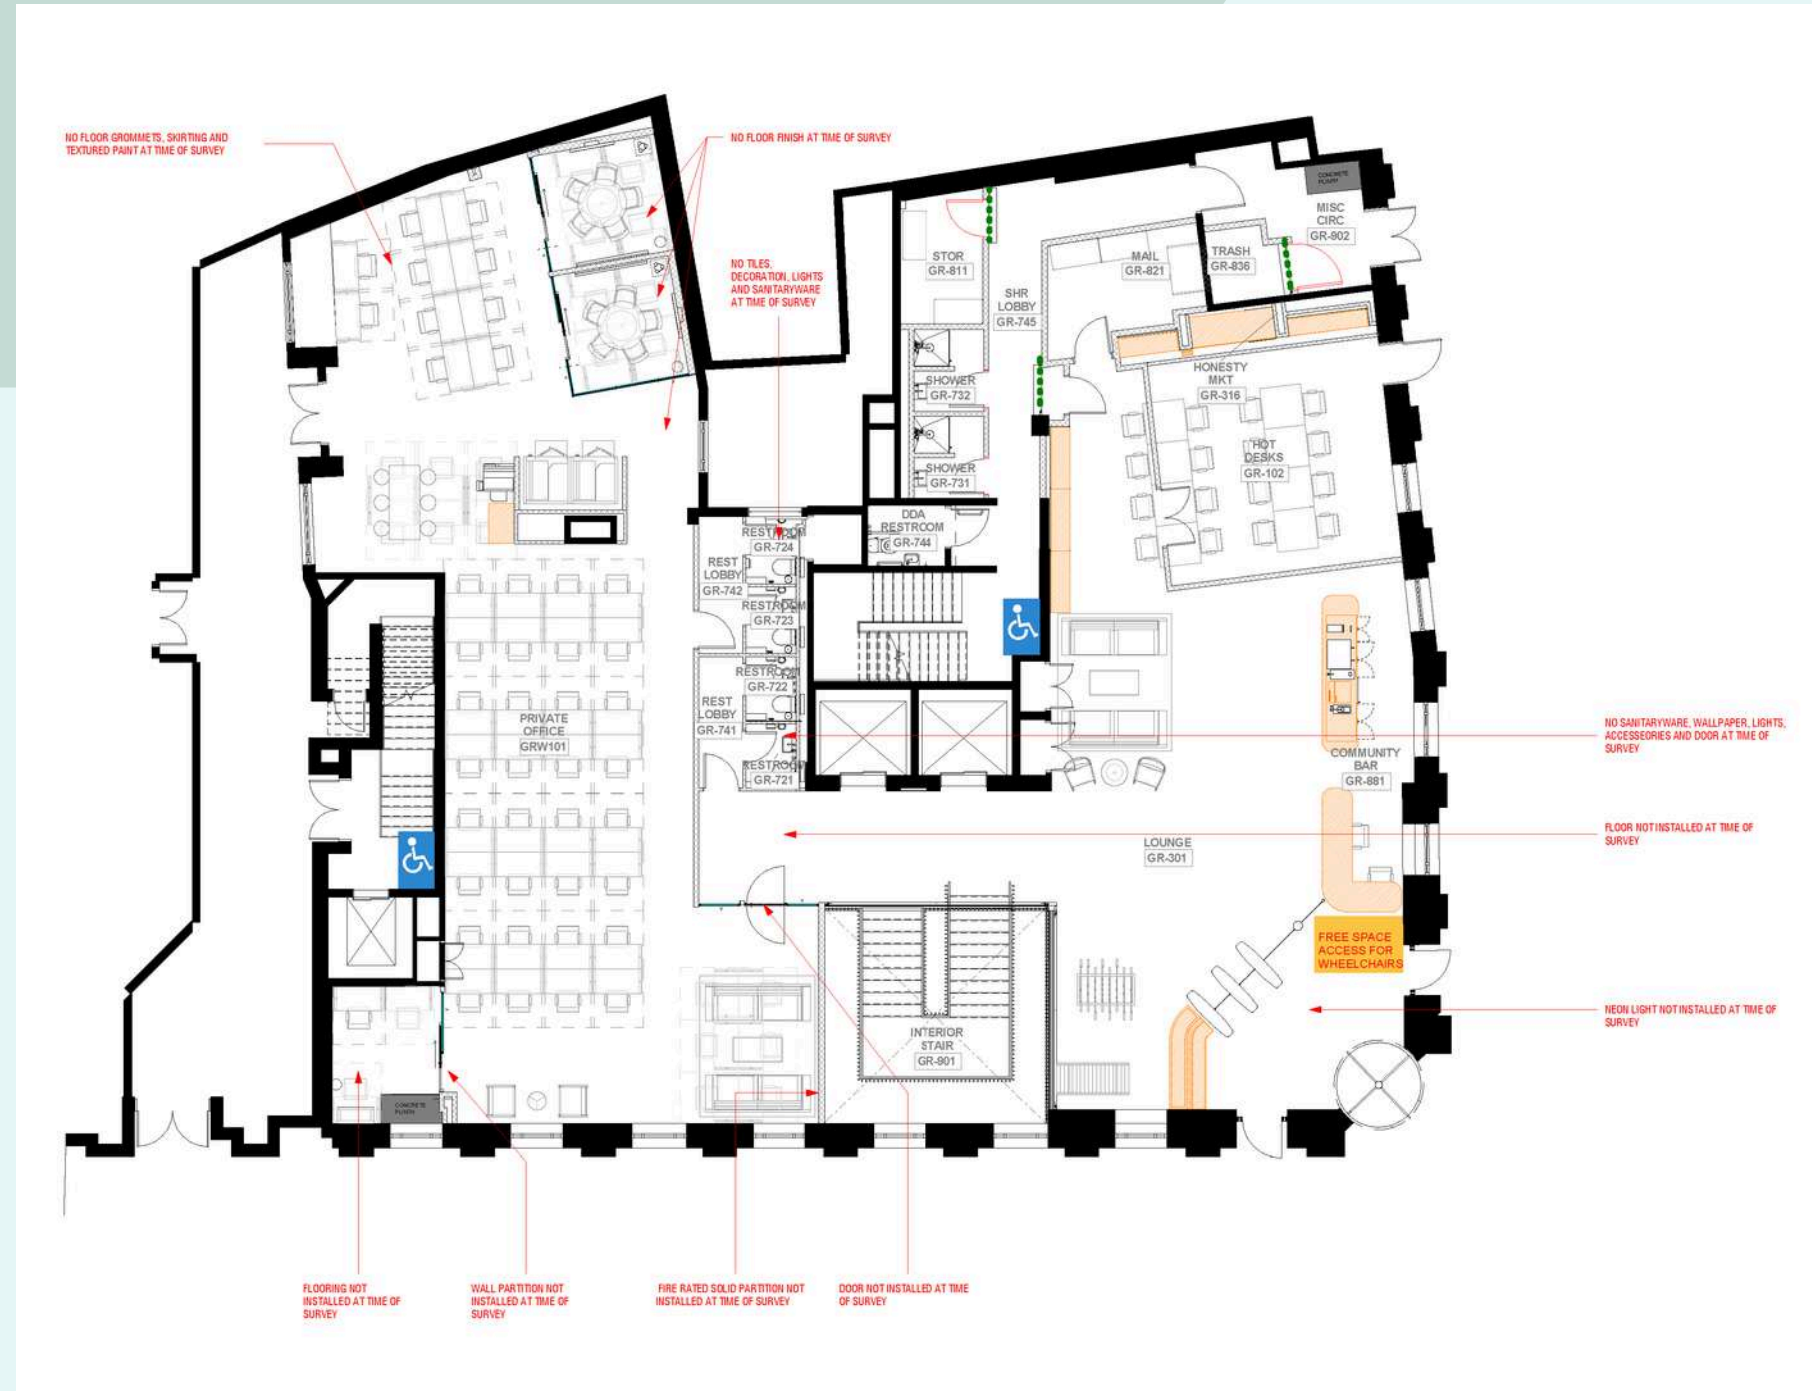 NO FLOOR GROMMETS, SKIRTING AND
TEXTURED PAINT AT TIME OF SURVEY
NO FLOOR FINISH AT TIME OF SURVEY
NO TILES,
DECORATION, LIGHTS
AND SANITARYWARE
AT TIME OF SURVEY
CONCRETE
PLINTH
MISC
CIRC
GR-902
STOR
GR-811
MAIL
GR-821
TRASH
GR-836
SHR
LOBBY
GR-745
SHOWER
GR-732
HONESTY
MKT
GR-316
HOT
DESKS
GR-102
SHOWER
GR-731
DDA
RESTROOM
GR-744
RESTROOM
GR-724
REST
LOBBY
GR-742
RESTROOM
GR-723
RESTROOM
GR-722
REST
LOBBY
GR-741
RESTROOM
GR-721
PRIVATE
OFFICE
GRW101
COMMUNITY
BAR
GR-881
NO SANITARYWARE, WALLPAPER, LIGHTS,
ACCESSEORIES AND DOOR AT TIME OF
SURVEY
FLOOR NOT INSTALLED AT TIME OF
SURVEY
LOUNGE
GR-301
FREE SPACE
ACCESS FOR
WHEELCHAIRS
NEON LIGHT NOT INSTALLED AT TIME OF
SURVEY
INTERIOR
STAIR
GR-901
CONCRETE
PLINTH
FLOORING NOT
INSTALLED AT TIME OF
SURVEY
WALL PARTITION NOT
INSTALLED AT TIME OF
SURVEY
FIRE RATED SOLID PARTITION NOT
INSTALLED AT TIME OF SURVEY
DOOR NOT INSTALLED AT TIME
OF SURVEY